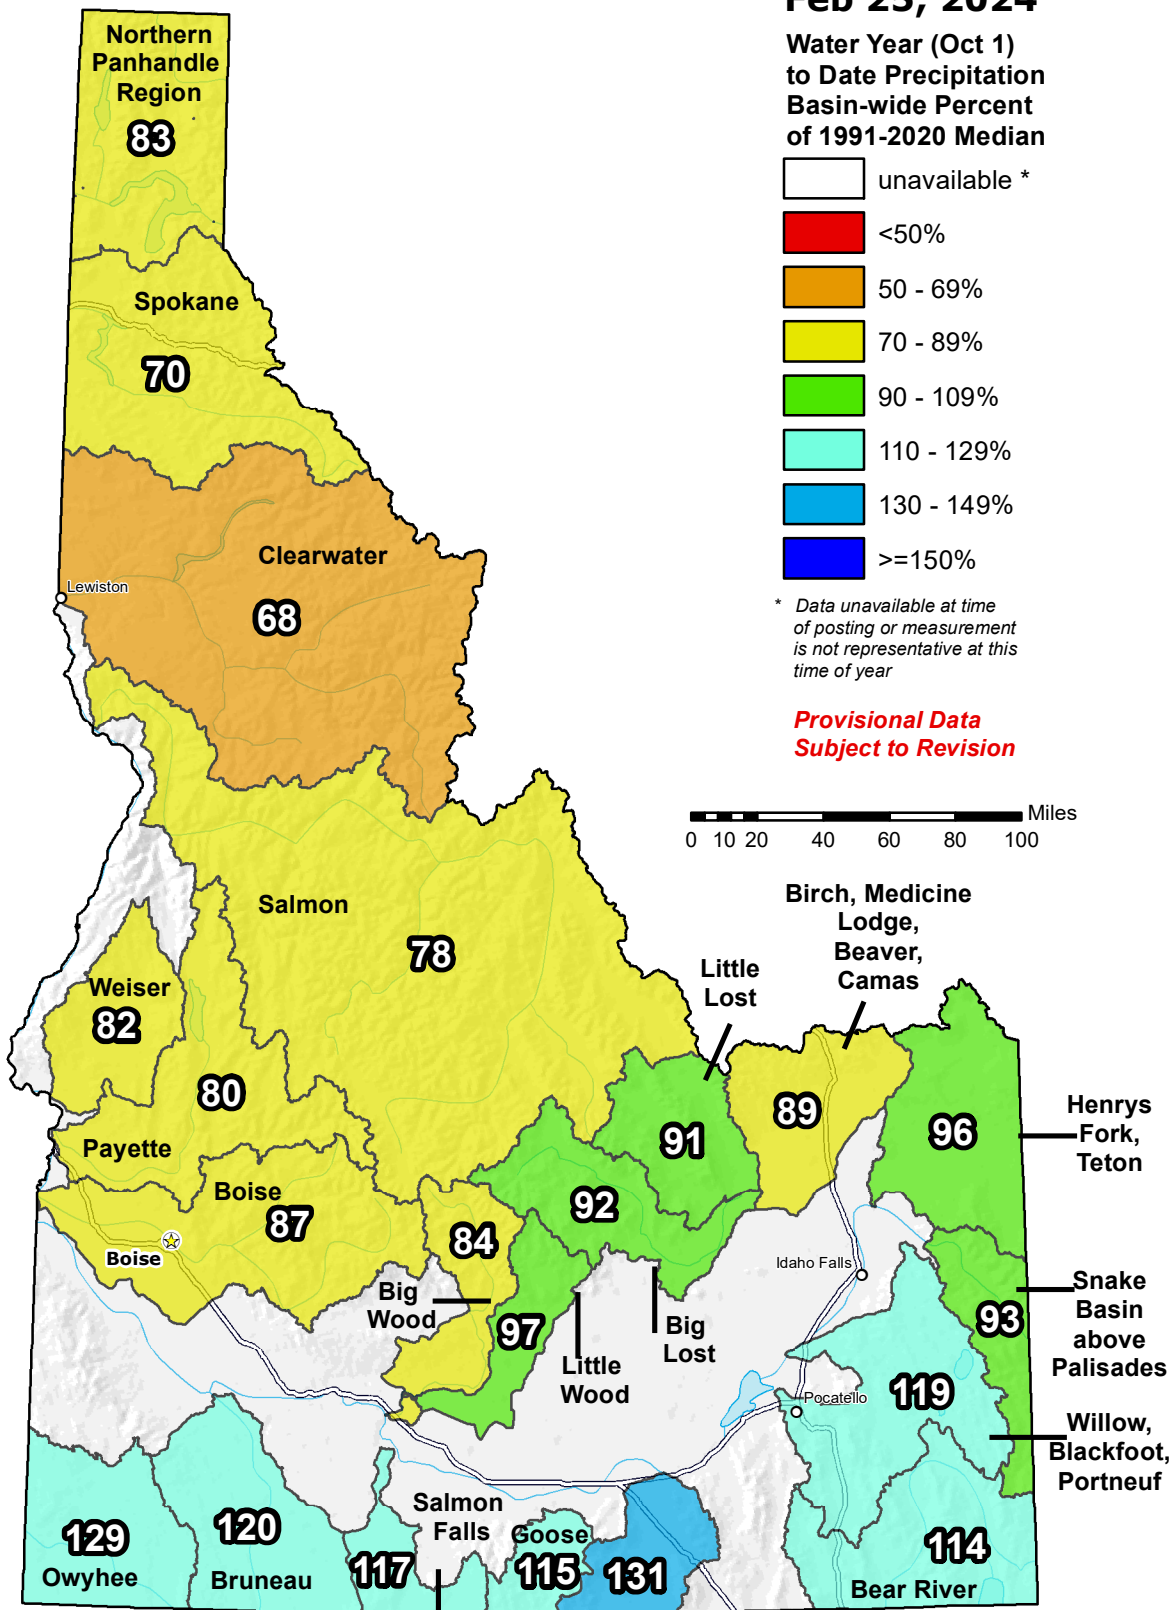 Feb 25, 2024
Water Year (Oct 1)
to Date Precipitation
Basin-wide Percent
of 1991-2020 Median
unavailable *
<50%
50 - 69%
70 - 89%
90 - 109%
110 - 129%
130 - 149%
>=150%
* Data unavailable at time
of posting or measurement
is not representative at this
time of year
Provisional Data
Subject to Revision
Miles
0 10 20 40 60 80 100
Northern
Panhandle
Region
83
Spokane
70
Clearwater
Lewiston
68
Salmon
78
Weiser
82
80
Payette
Boise
87
Boise
Birch, Medicine
Lodge,
Beaver,
Camas
89
Little
Lost
91
96
Henrys
Fork,
Teton
92
84
Big
Wood
97
Little
Wood
Big
Lost
Idaho Falls
93
Snake
Basin
above
Palisades
119
Pocatello
Willow,
Blackfoot,
Portneuf
129
Owyhee
120
Bruneau
117
Salmon
Falls
Goose
115
131
114
Bear River